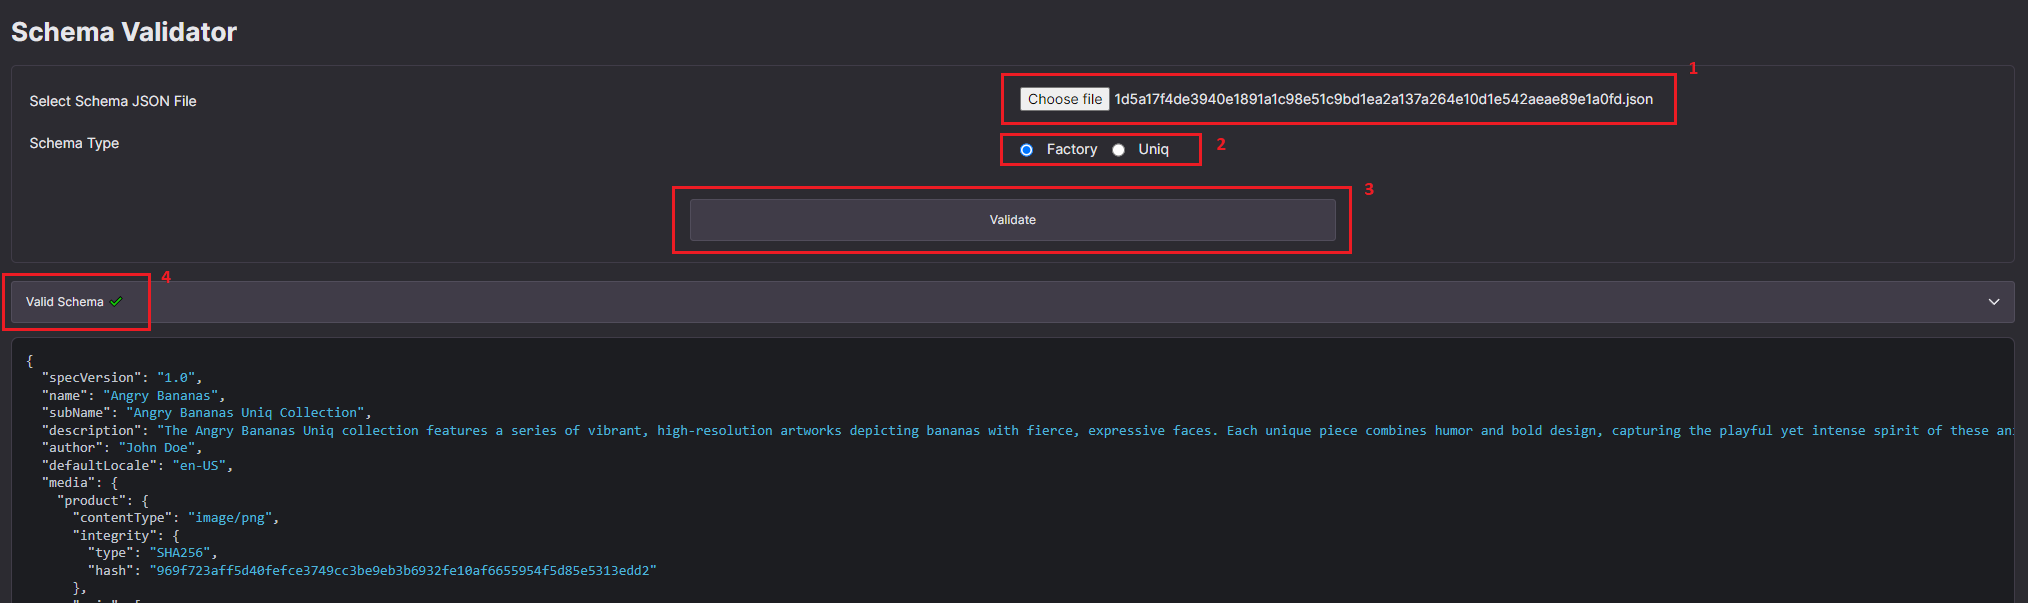 Schema Validator
1
Select Schema JSON File
Choose file 1d5a17f4de3940e1891a1c98e51c9bd1ea2a137a264e10d1e542aeae89e1a0fd.json
Schema Type
Factory Uniq 2
3
Validate
4
Valid Schema
{
"specVersion": "1.0",
"name": "Angry Bananas",
"subName": "Angry Bananas Uniq Collection",
"description": "The Angry Bananas Uniq collection features a series of vibrant, high-resolution artworks depicting bananas with fierce, expressive faces. Each unique piece combines humor and bold design, capturing the playful yet intense spirit of these an
"author": "John Doe",
"defaultLocale": "en-US",
"media": {
"product": {
"contentType": "image/png",
"integrity": {
"type": "SHA256",
"hash": "969f723aff5d40fefce3749cc3be9eb3b6932fe10af6655954f5d85e5313edd2"
},